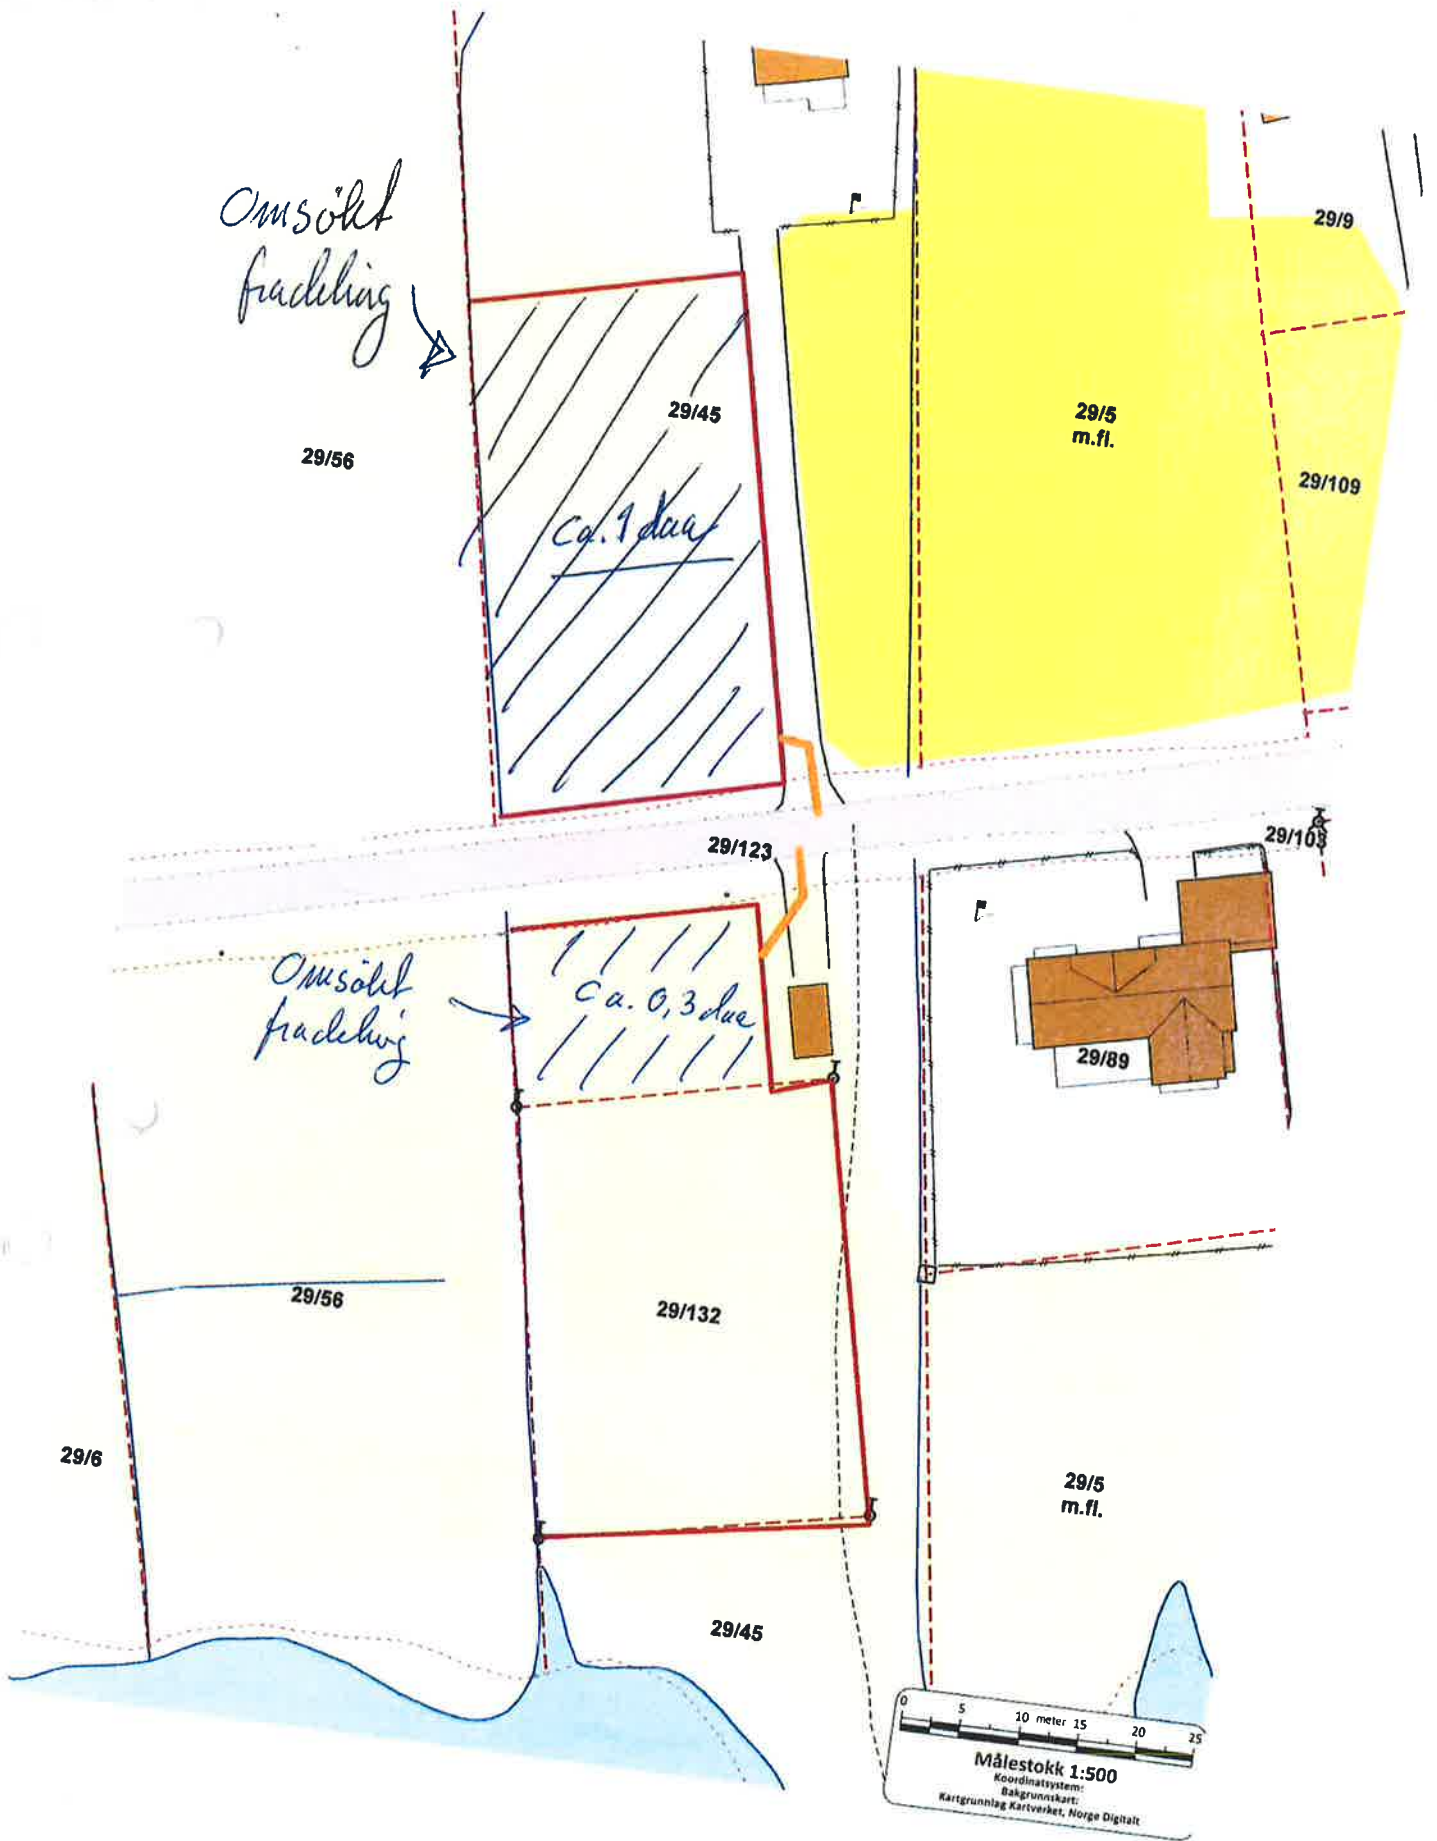 Omsökt
fradeling
29/9
29/45
29/5
m.fl.
29/56
29/109
ca. 1 daa
29/123
29/103
Omsökt
fradeling
ca. 0,3 daa
29/89
29/56
29/132
29/6
29/5
m.fl.
29/45
0 5 10 meter 15 20 25
Målestokk 1:500
Koordinatsystem:
Bakgrunnskart:
Kartgrunnlag Kartverket, Norge Digitalt